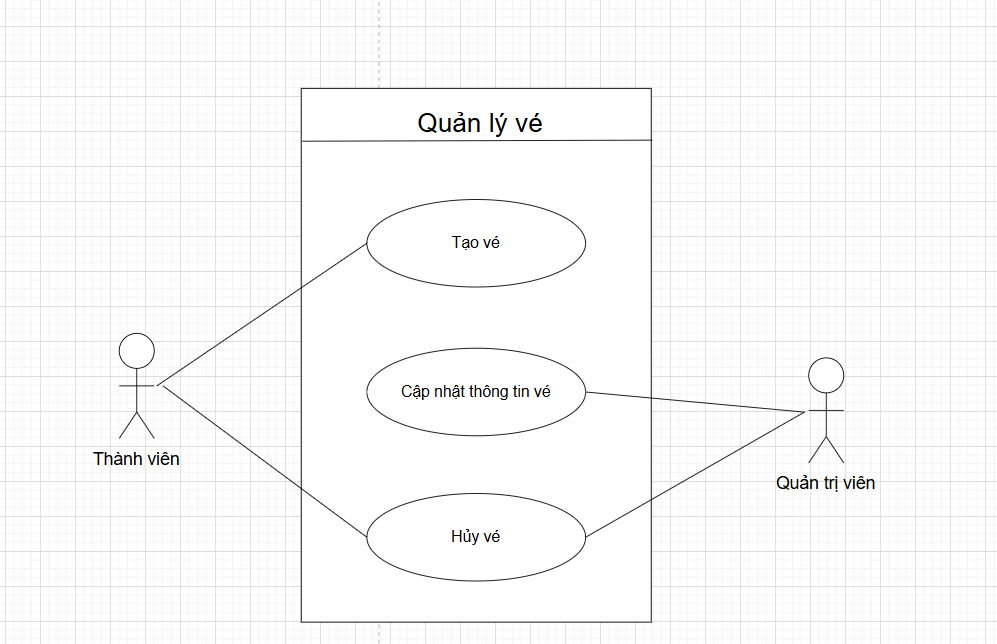 Quản lý vé
Tạo vé
Cập nhật thông tin vé
Thành viên
Quản trị viên
Hủy vé